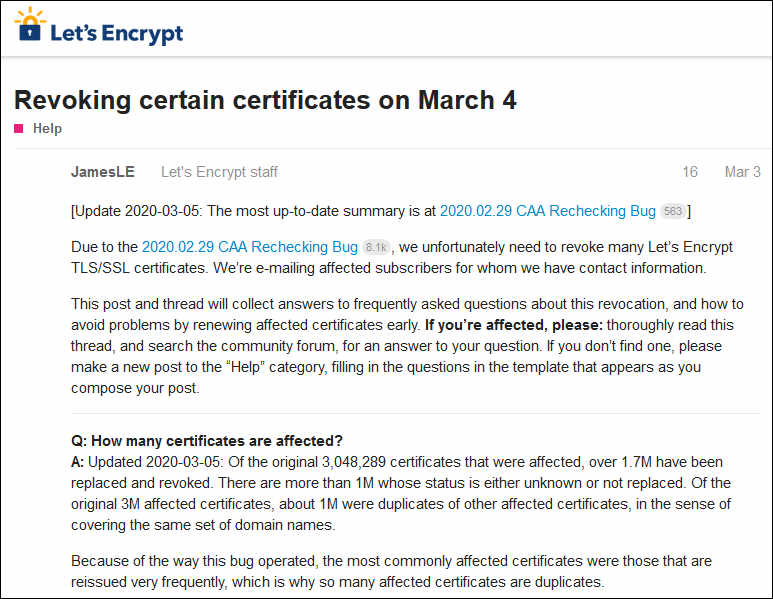 Let's Encrypt
Revoking certain certificates on March 4
Help
JamesLE Let's Encrypt staff 16 Mar 3
[Update 2020-03-05: The most up-to-date summary is at 2020.02.29 CAA Rechecking Bug 563]
Due to the 2020.02.29 CAA Rechecking Bug 8.1k, we unfortunately need to revoke many Let's Encrypt
TLS/SSL certificates. We're e-mailing affected subscribers for whom we have contact information.
This post and thread will collect answers to frequently asked questions about this revocation, and how to
avoid problems by renewing affected certificates early. If you're affected, please: thoroughly read this
thread, and search the community forum, for an answer to your question. If you don't find one, please
make a new post to the “Help” category, filling in the questions in the template that appears as you
compose your post.
Q: How many certificates are affected?
A: Updated 2020-03-05: Of the original 3,048,289 certificates that were affected, over 1.7M have been
replaced and revoked. There are more than 1M whose status is either unknown or not replaced. Of the
original 3M affected certificates, about 1M were duplicates of other affected certificates, in the sense of
covering the same set of domain names.
Because of the way this bug operated, the most commonly affected certificates were those that are
reissued very frequently, which is why so many affected certificates are duplicates.